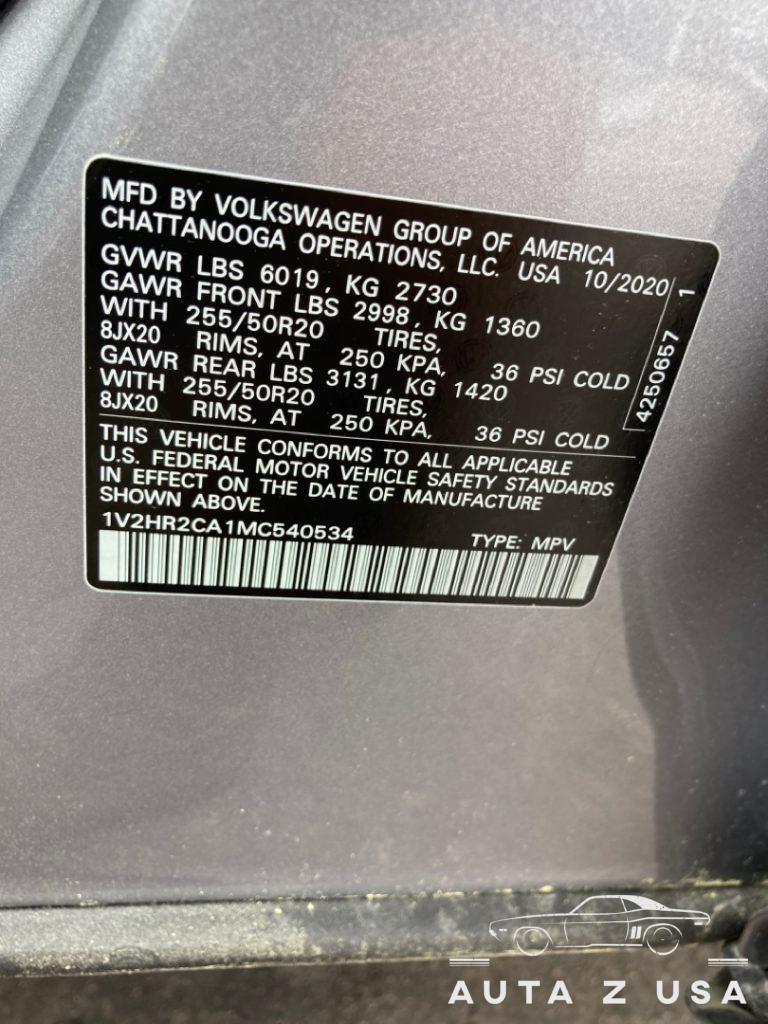 MFD BY VOLKSWAGEN GROUP OF AMERICA
CHATTANOOGA OPERATIONS, LLC. USA 10/2020
GVWR LBS 6019, KG 2730
GAWR FRONT LBS 2998, KG 1360
WITH 255/50R20 TIRES,
8JX20 RIMS, AT 250 KPA, 36 PSI COLD
GAWR REAR LBS 3131, KG 1420
WITH 255/50R20 TIRES,
8JX20 RIMS, AT 250 KPA, 36 PSI COLD
4250657 1
THIS VEHICLE CONFORMS TO ALL APPLICABLE
U.S. FEDERAL MOTOR VEHICLE SAFETY STANDARDS
IN EFFECT ON THE DATE OF MANUFACTURE
SHOWN ABOVE.
1V2HR2CA1MC540534 TYPE: MPV
AUTA Z USA